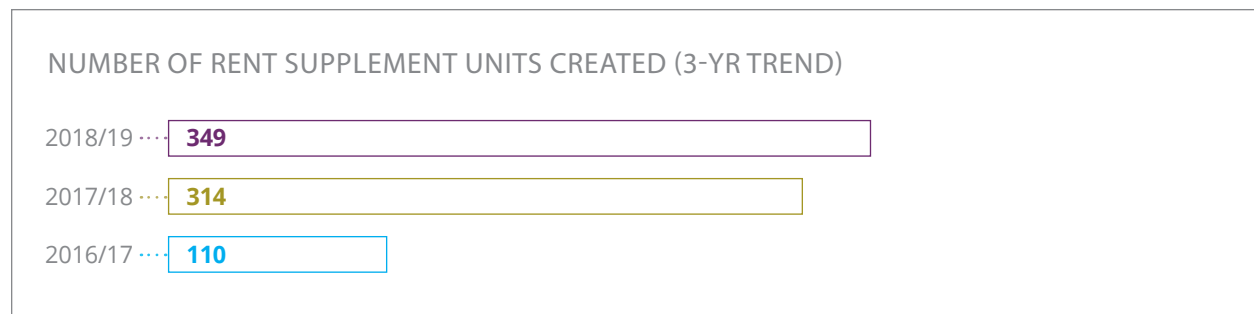 NUMBER OF RENT SUPPLEMENT UNITS CREATED (3-YR TREND)
2018/19 349
2017/18 314
2016/17 110